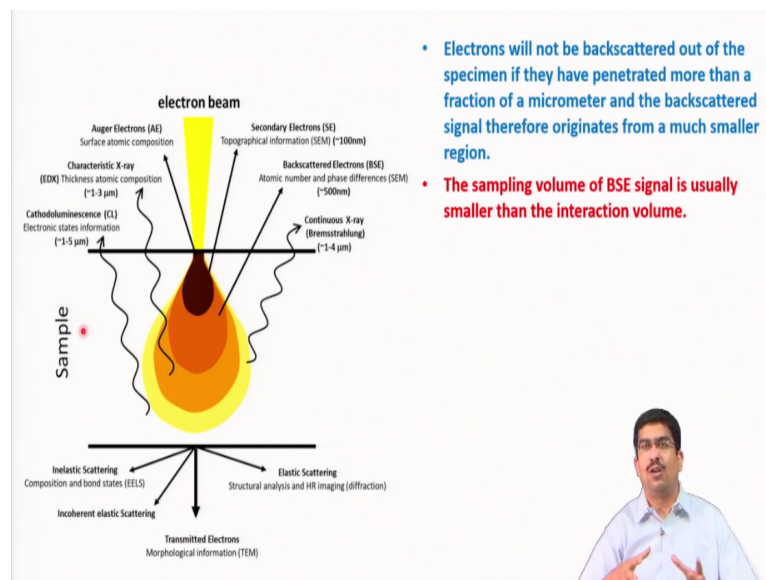 electron beam
Auger Electrons (AE)
Surface atomic composition
Secondary Electrons (SE)
Topographical information (SEM) (~100nm)
Characteristic X-ray
(EDX) Thickness atomic composition
(~1-3 μm)
Backscattered Electrons (BSE)
Atomic number and phase differences (SEM)
(~500nm)
Cathodoluminescence (CL)
Electronic states information
(~1-5 μm)
Continuous X-ray
(Bremsstrahlung)
(~1-4 μm)
Sample
Inelastic Scattering
Composition and bond states (EELS)
Elastic Scattering
Structural analysis and HR imaging (diffraction)
Incoherent elastic Scattering
Transmitted Electrons
Morphological information (TEM)
• Electrons will not be backscattered out of the
specimen if they have penetrated more than a
fraction of a micrometer and the backscattered
signal therefore originates from a much smaller
region.
• The sampling volume of BSE signal is usually
smaller than the interaction volume.